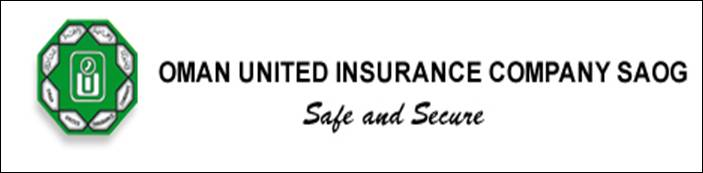 OMAN UNITED INSURANCE COMPANY SAOG
Safe and Secure
U